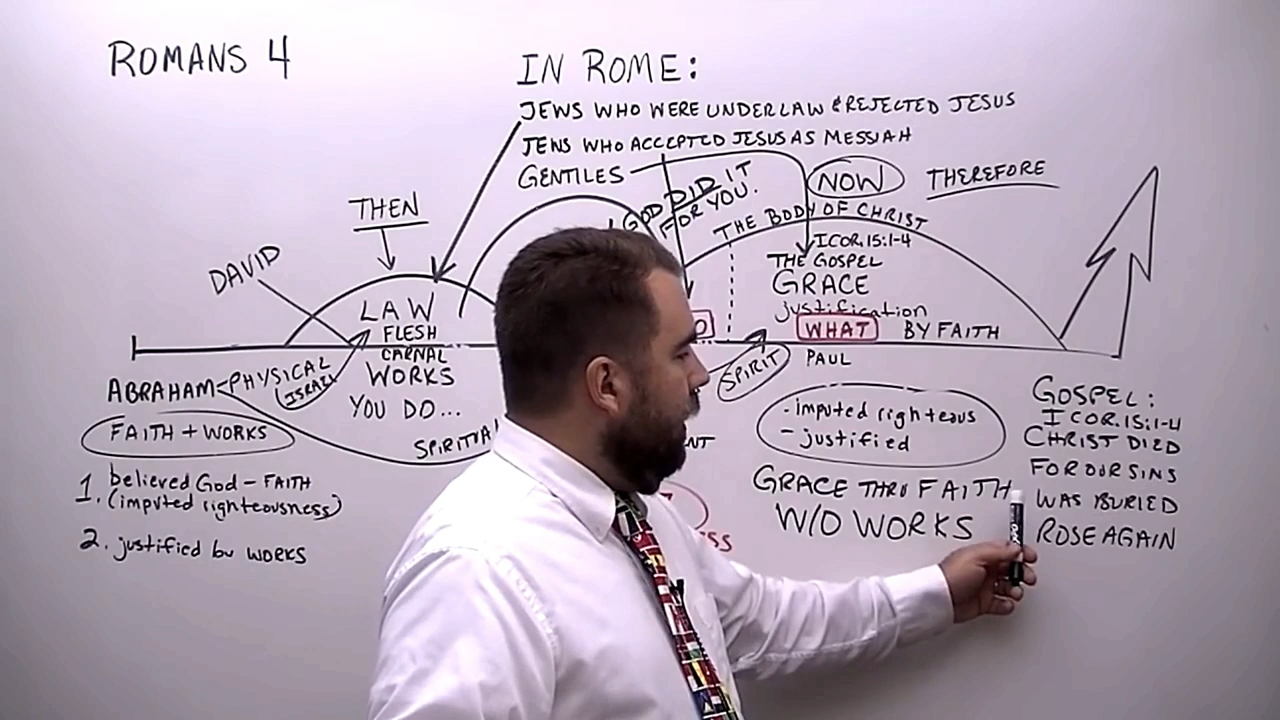 ROMANS 4
IN ROME:
JEWS WHO WERE UNDER LAW & REJECTED JESUS
JEWS WHO ACCEPTED JESUS AS MESSIAH
GENTILES
GOD DID IT
FOR YOU.
NOW
THEREFORE
THEN
THE BODY OF CHRIST
DAVID
I COR. 15:1-4
THE GOSPEL
GRACE
justification
WHAT BY FAITH
PAUL
LAW
FLESH
CARNAL
WORKS
YOU DO...
ABRAHAM
PHYSICAL
ISRAEL
SPIRITUAL
SPIRIT
FAITH + WORKS
1. believed God - FAITH
(imputed righteousness)
2. justified by WORKS
- imputed righteous
- justified
GRACE THRU FAITH
W/O WORKS
GOSPEL:
I COR. 15:1-4
CHRIST DIED
FOR OUR SINS
WAS BURIED
ROSE AGAIN